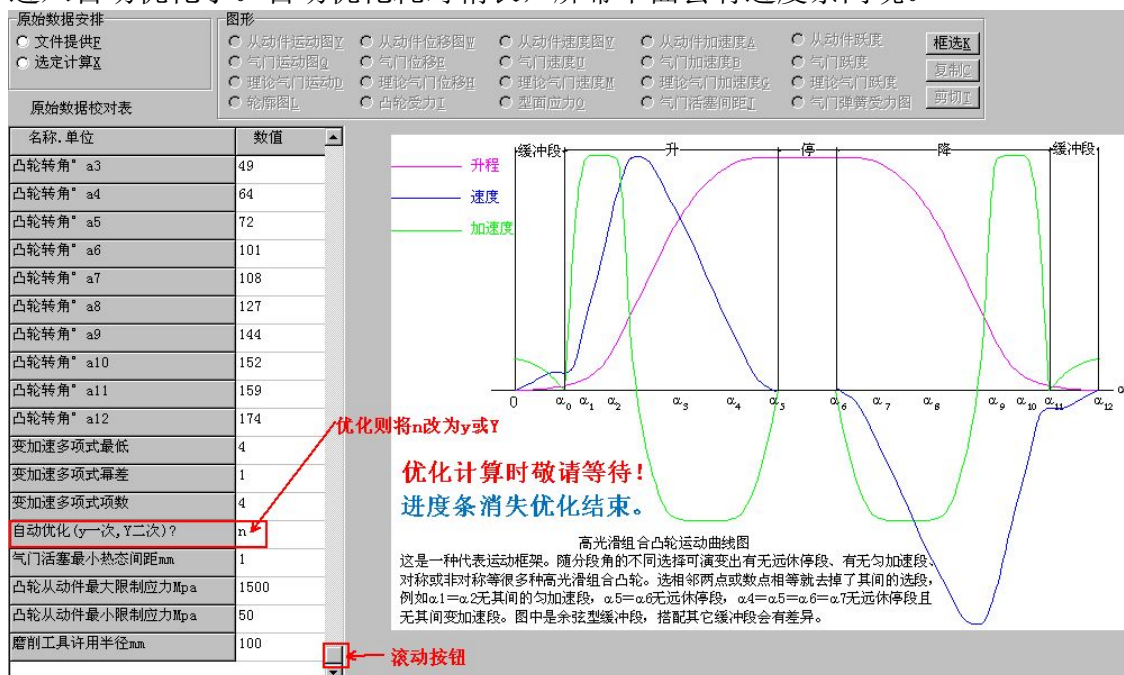 原始数据安排
文件提供F
选定计算X
图形
从动件运动图Y 从动件位移图W 从动件速度图V 从动件加速度A 从动件跃度
气门运动图Q 气门位移E 气门速度U 气门加速度B 气门跃度
理论气门运动D 理论气门位移H 理论气门速度M 理论气门加速度G 理论气门跃度
轮廓图L 凸轮受力I 型面应力O 气门活塞间距J 气门弹簧受力图
框选K
复制C
剪切T
原始数据校对表
名称.单位 数值
凸轮转角° a3 49
凸轮转角° a4 64
凸轮转角° a5 72
凸轮转角° a6 101
凸轮转角° a7 108
凸轮转角° a8 127
凸轮转角° a9 144
凸轮转角° a10 152
凸轮转角° a11 159
凸轮转角° a12 174
变加速多项式最低 4
变加速多项式幂差 1
变加速多项式项数 4
自动优化(y一次,Y二次)? n
气门活塞最小热态间距mm 1
凸轮从动件最大限制应力Mpa 1500
凸轮从动件最小限制应力Mpa 50
磨削工具许用半径mm 100
缓冲段 升 停 降 缓冲段
升程
速度
加速度
0 α0 α1 α2 α3 α4 α5 α6 α7 α8 α9 α10 α11 α12 α
优化则将n改为y或Y
优化计算时敬请等待!
进度条消失优化结束。
高光滑组合凸轮运动曲线图
这是一种代表运动框架。随分段角的不同选择可演变出有无远休停段、有无匀加速段、
对称或非对称等很多种高光滑组合凸轮。选相邻两点或数点相等就去掉了其间的选段，
例如α1=α2无其间的匀加速段，α5=α6无远休停段，α4=α5=α6=α7无远休停段且
无其间变加速段。图中是余弦型缓冲段，搭配其它缓冲段会有差异。
滚动按钮